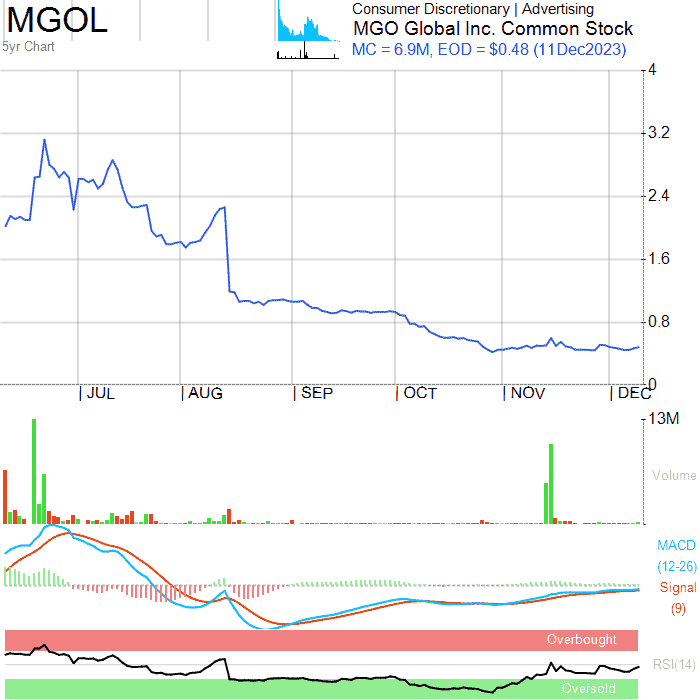 MGOL
5yr Chart
Consumer Discretionary | Advertising
MGO Global Inc. Common Stock
MC = 6.9M, EOD = $0.48 (11Dec2023)
4
3.2
2.4
1.6
0.8
0
JUL AUG SEP OCT NOV DEC
13M
Volume
MACD
(12-26)
Signal
(9)
Overbought
RSI(14)
Oversold